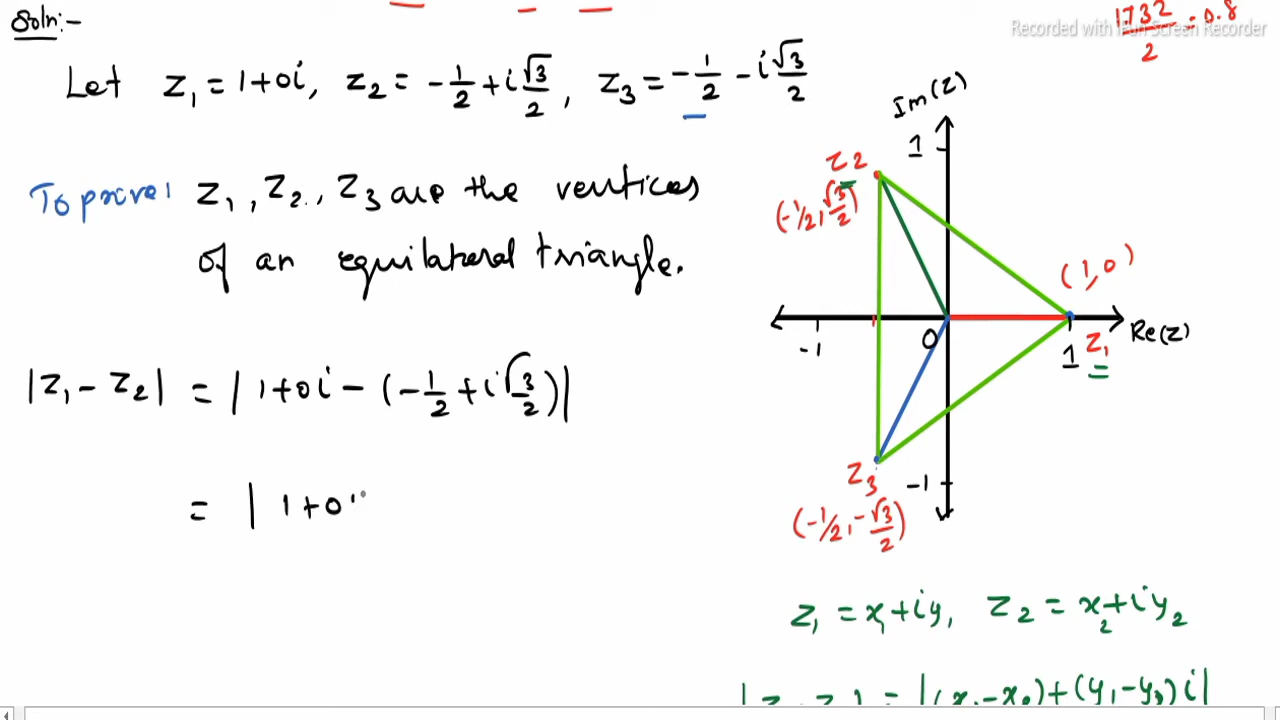 Soln:-
1732/2 = 0.8
Recorded with iFun Screen Recorder
Let z₁ = 1+0i, z₂ = -1/2 + i√3/2, z₃ = -1/2 - i√3/2
To prove: z₁, z₂, z₃ are the vertices
of an equilateral triangle.
|z₁ - z₂| = |1+0i - (-1/2 + i√3/2)|
= | 1+0i
Im(z)
1
z2
(-1/2, √3/2)
(1, 0)
-1
0
1
z₁
Re(z)
z₃
-1
(-1/2, -√3/2)
z₁ = x₁+iy₁, z₂ = x₂+iy₂